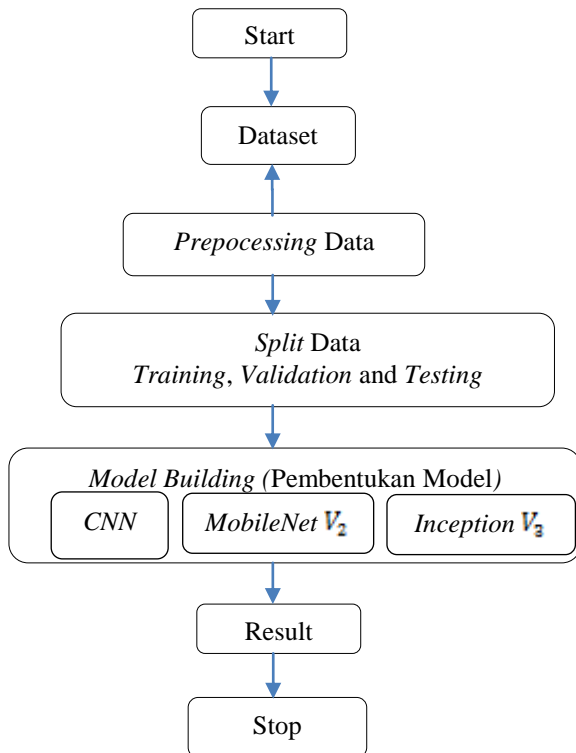 Start
Dataset
Prepocessing Data
Split Data
Training, Validation and Testing
Model Building (Pembentukan Model)
CNN
MobileNet V₂
Inception V₃
Result
Stop